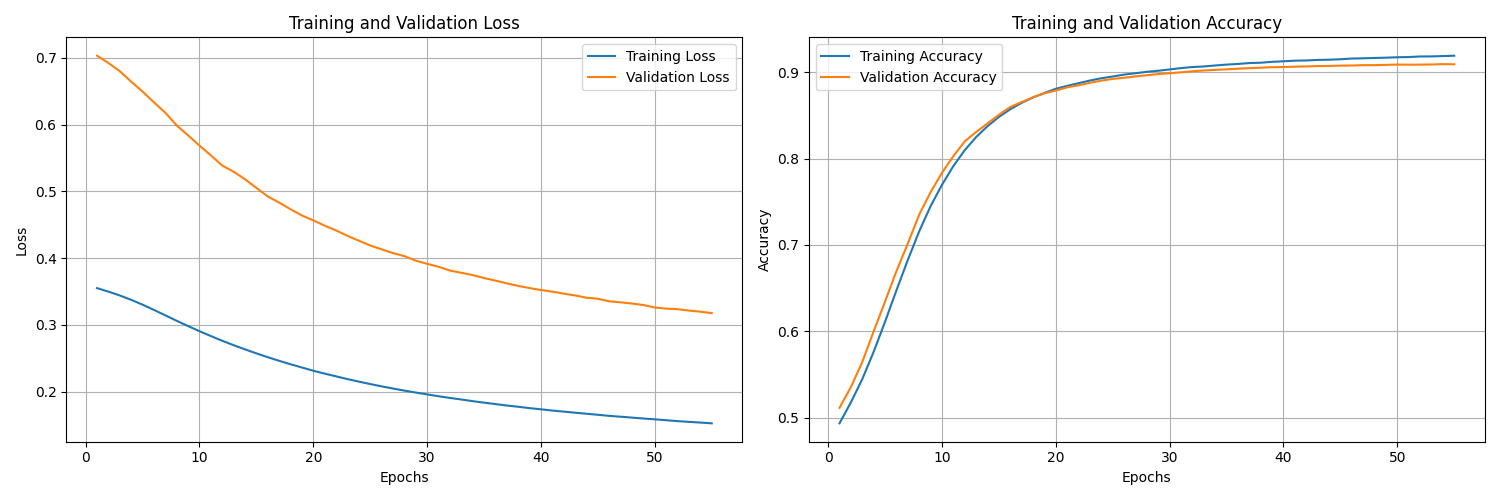 Training and Validation Loss
Training Loss
Validation Loss
Loss
0.7
0.6
0.5
0.4
0.3
0.2
0
10
20
30
40
50
Epochs
Training and Validation Accuracy
Training Accuracy
Validation Accuracy
Accuracy
0.9
0.8
0.7
0.6
0.5
0
10
20
30
40
50
Epochs